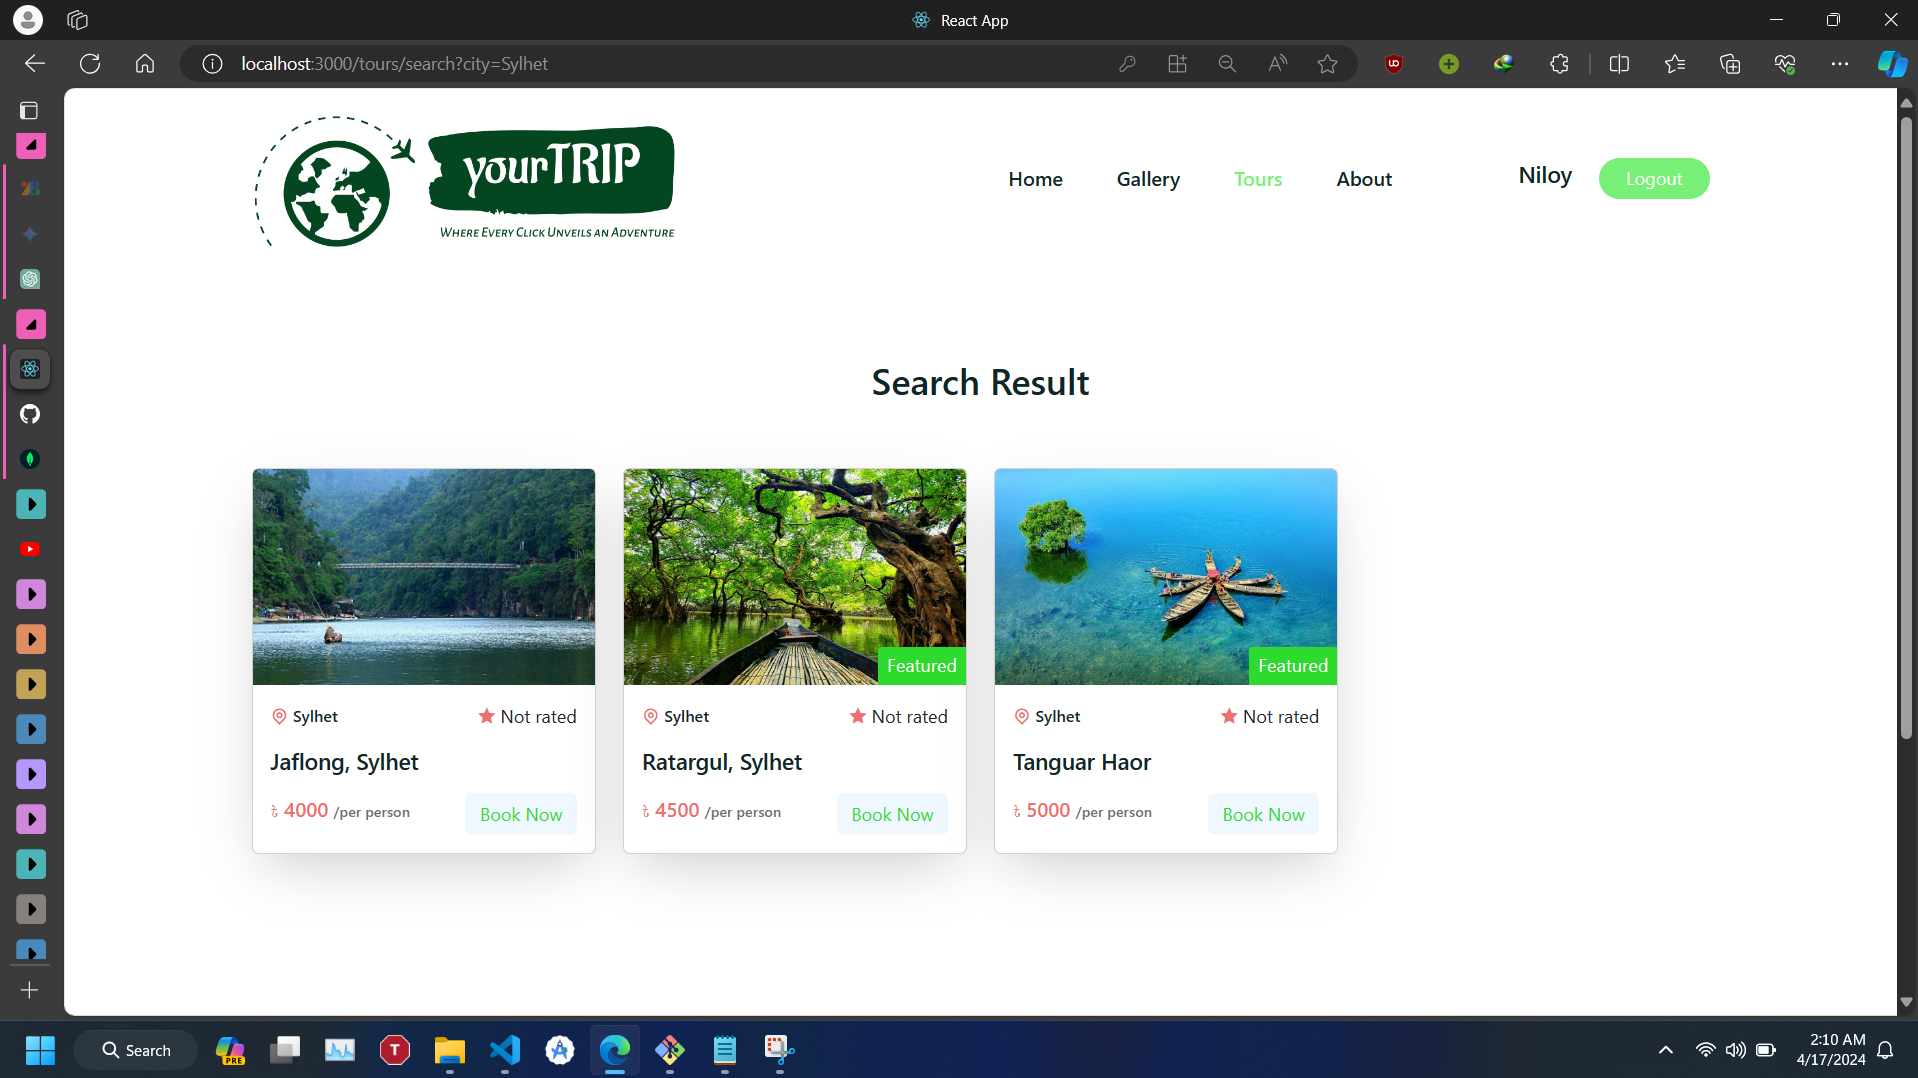 React App
localhost:3000/tours/search?city=Sylhet
yourTRIP
Where Every Click Unveils an Adventure
Home
Gallery
Tours
About
Niloy
Logout
Search Result
Featured
Featured
Sylhet
Not rated
Sylhet
Not rated
Sylhet
Not rated
Jaflong, Sylhet
Ratargul, Sylhet
Tanguar Haor
৳ 4000 /per person
Book Now
৳ 4500 /per person
Book Now
৳ 5000 /per person
Book Now
Search
PRE
T
2:10 AM
4/17/2024